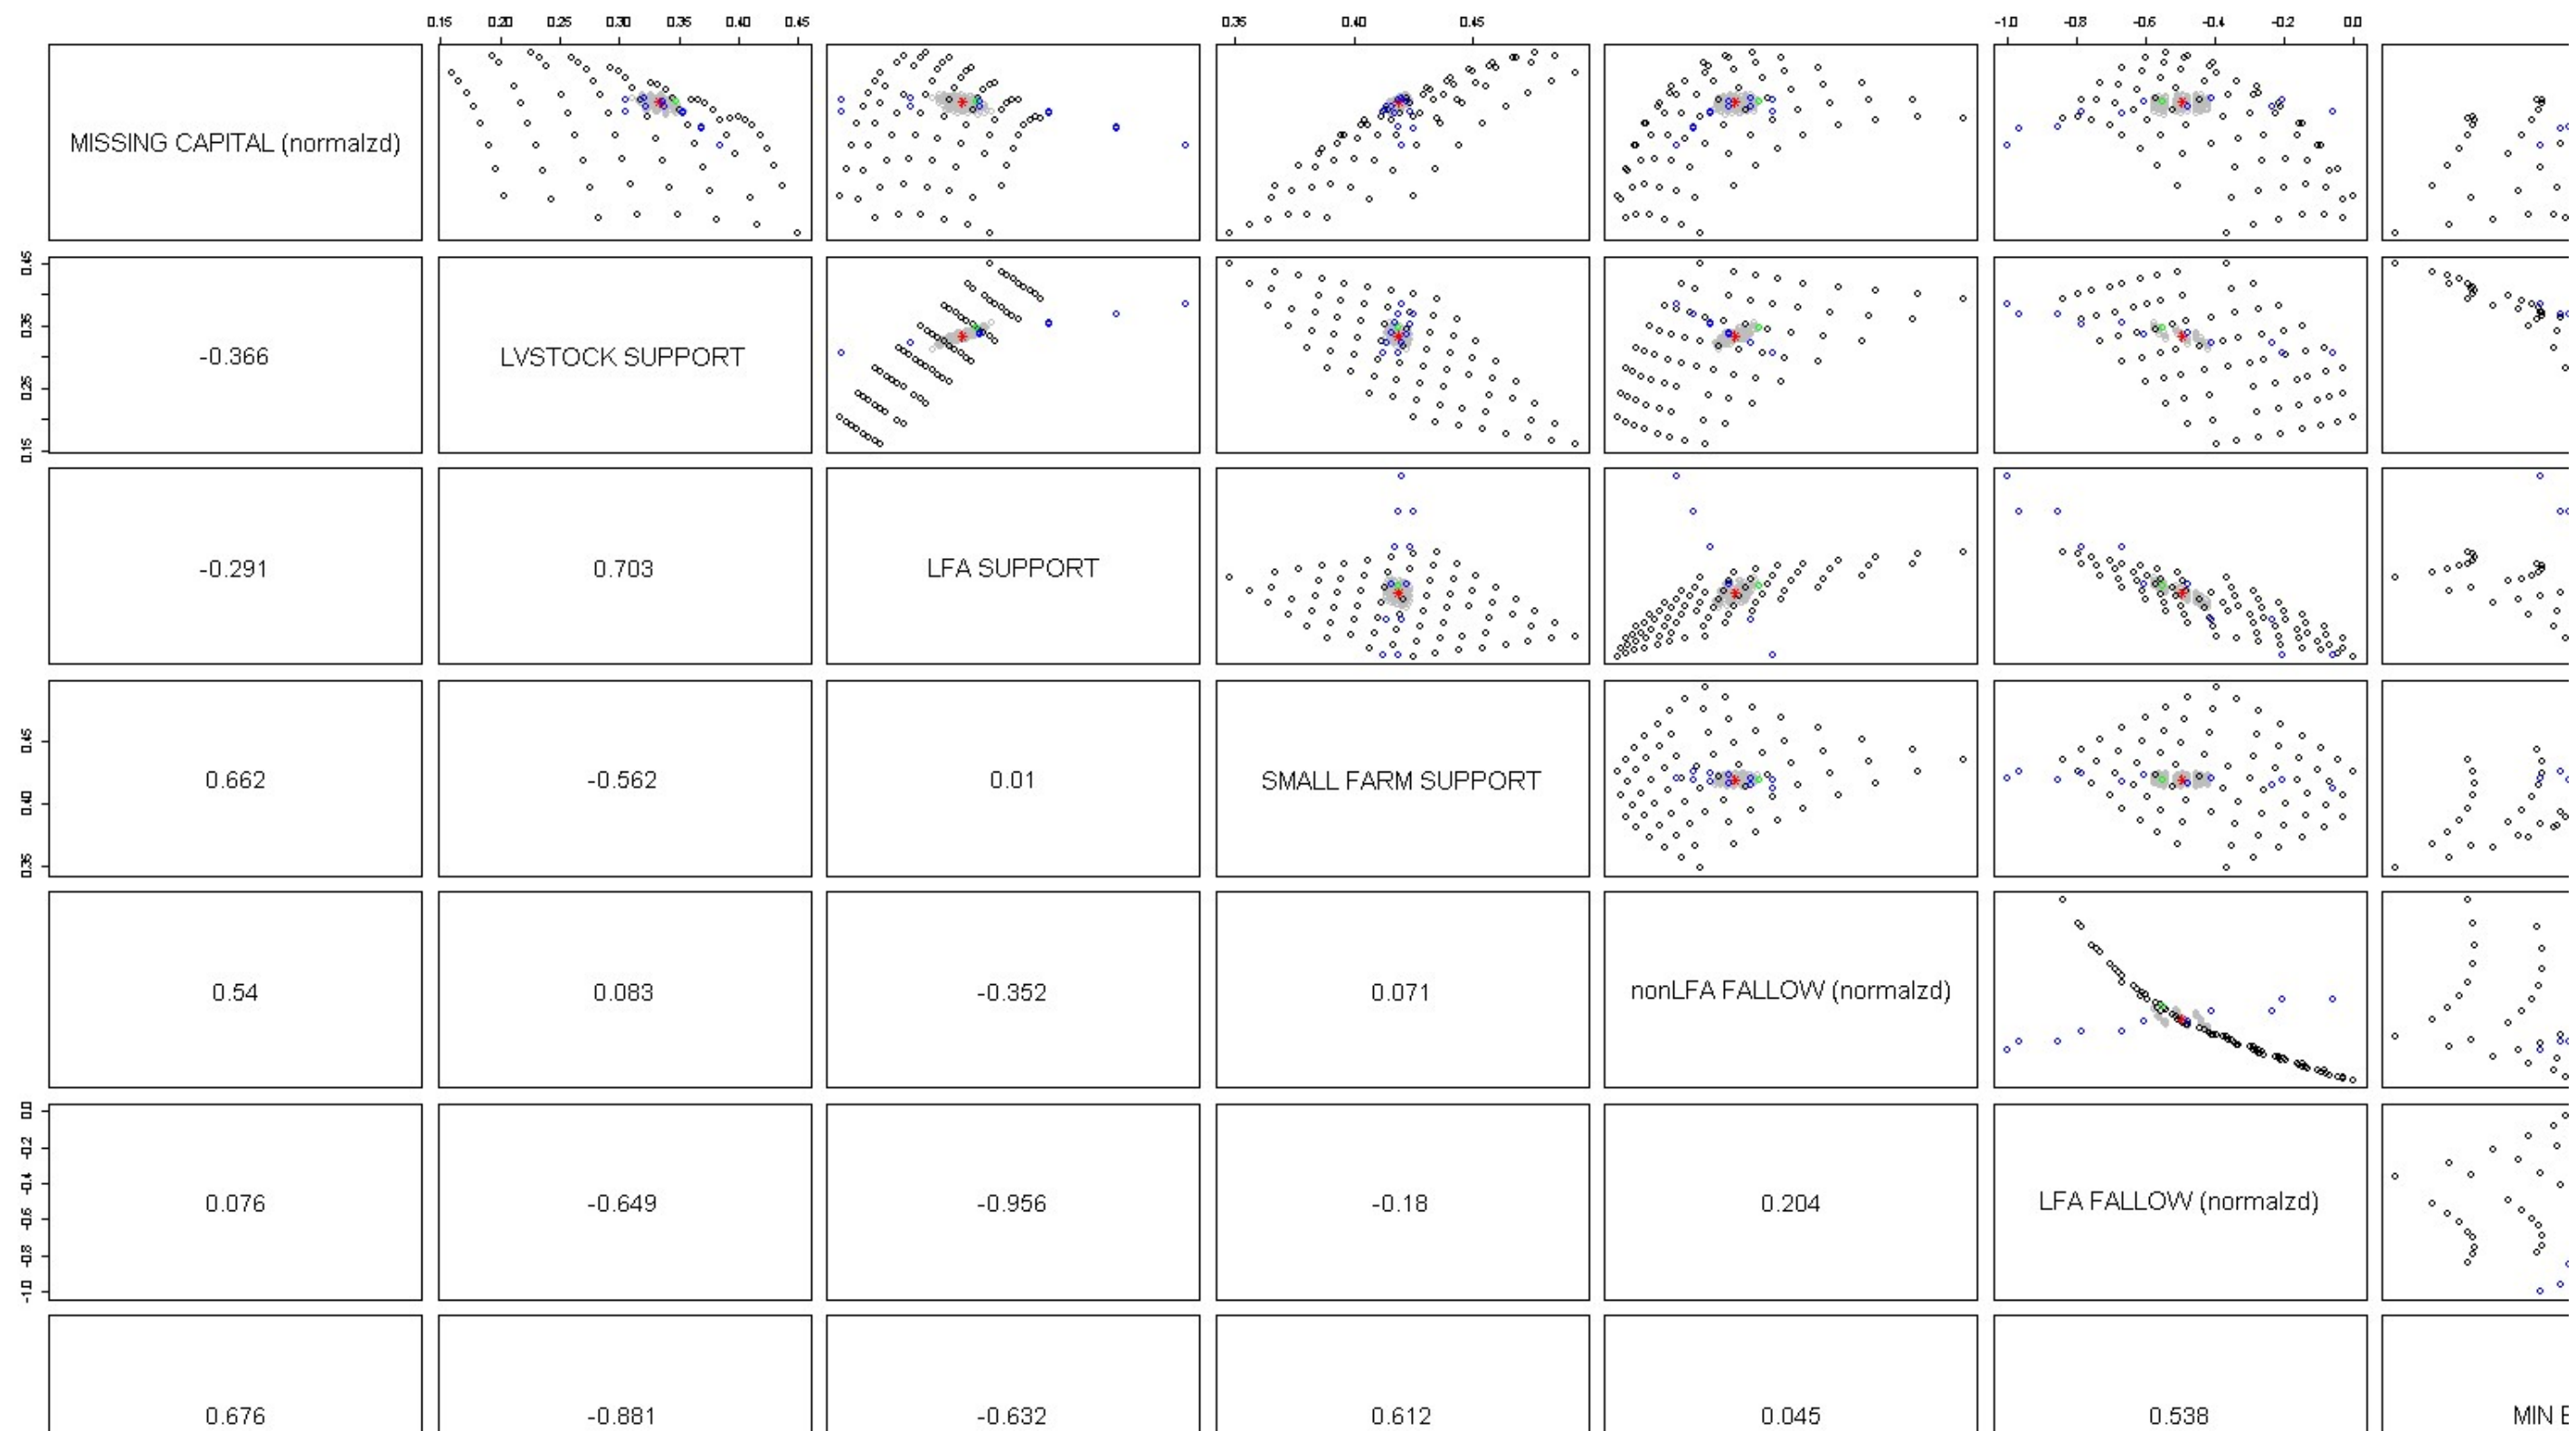 0.15 0.20 0.25 0.30 0.35 0.40 0.45 0.35 0.40 0.45 -1.0 -0.8 -0.6 -0.4 -0.2 0.0
MISSING CAPITAL (normalzd)
0.45 0.35 0.25 0.15
-0.366 LVSTOCK SUPPORT
-0.291 0.703 LFA SUPPORT
0.45 0.40 0.35
0.662 -0.562 0.01 SMALL FARM SUPPORT
0.54 0.083 -0.352 0.071 nonLFA FALLOW (normalzd)
0.0 -0.2 -0.4 -0.6 -0.8 -1.0
0.076 -0.649 -0.956 -0.18 0.204 LFA FALLOW (normalzd)
0.676 -0.881 -0.632 0.612 0.045 0.538 MIN